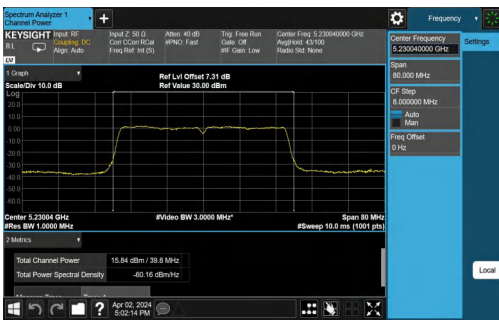 Spectrum Analyzer 1
Channel Power
+
Frequency
KEYSIGHT
Input: RF
Coupling: DC
Align: Auto
Input Z: 50 Ω
Corr CCorr RCal
Freq Ref: Int (S)
Atten: 40 dB
#PNO: Fast
Trig: Free Run
Gate: Off
#IF Gain: Low
Center Freq: 5.230040000 GHz
Avg|Hold: 43/100
Radio Std: None
R L
LV
Center Frequency
5.230040000 GHz
Settings
Span
80.000 MHz
CF Step
8.000000 MHz
Auto
Man
Freq Offset
0 Hz
Local
1 Graph
Scale/Div 10.0 dB
Ref Lvl Offset 7.31 dB
Ref Value 30.00 dBm
Log
20.0
10.0
0.00
-10.0
-20.0
-30.0
-40.0
-50.0
-60.0
Center 5.23004 GHz
#Video BW 3.0000 MHz*
Span 80 MHz
#Res BW 1.0000 MHz
#Sweep 10.0 ms (1001 pts)
2 Metrics
Total Channel Power 15.84 dBm / 39.8 MHz
Total Power Spectral Density -60.16 dBm/Hz
?
Apr 02, 2024
5:02:14 PM